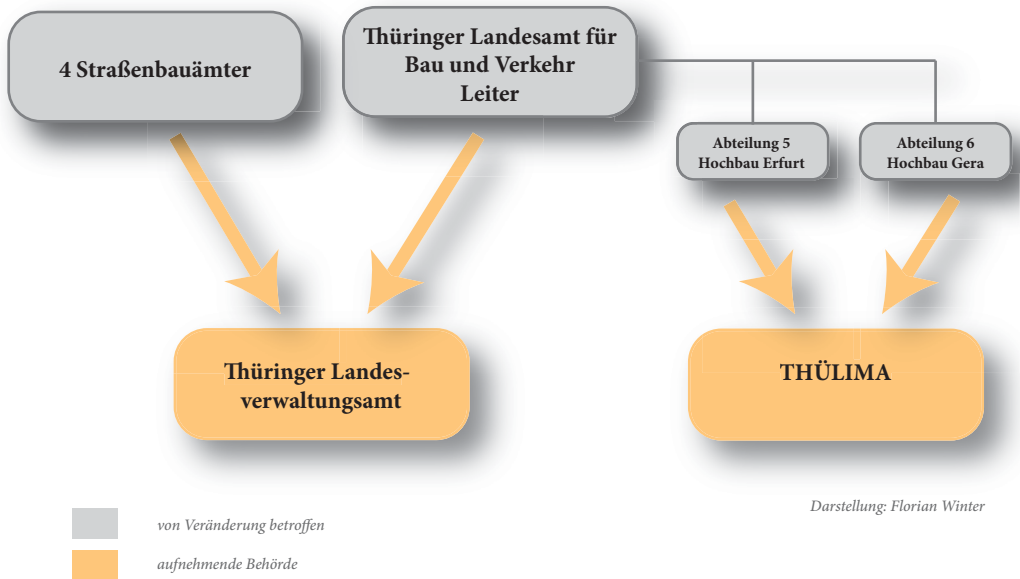 4 Straßenbauämter
Thüringer Landesamt für
Bau und Verkehr
Leiter
Abteilung 5
Hochbau Erfurt
Abteilung 6
Hochbau Gera
Thüringer Landes-
verwaltungsamt
THÜLIMA
Darstellung: Florian Winter
von Veränderung betroffen
aufnehmende Behörde